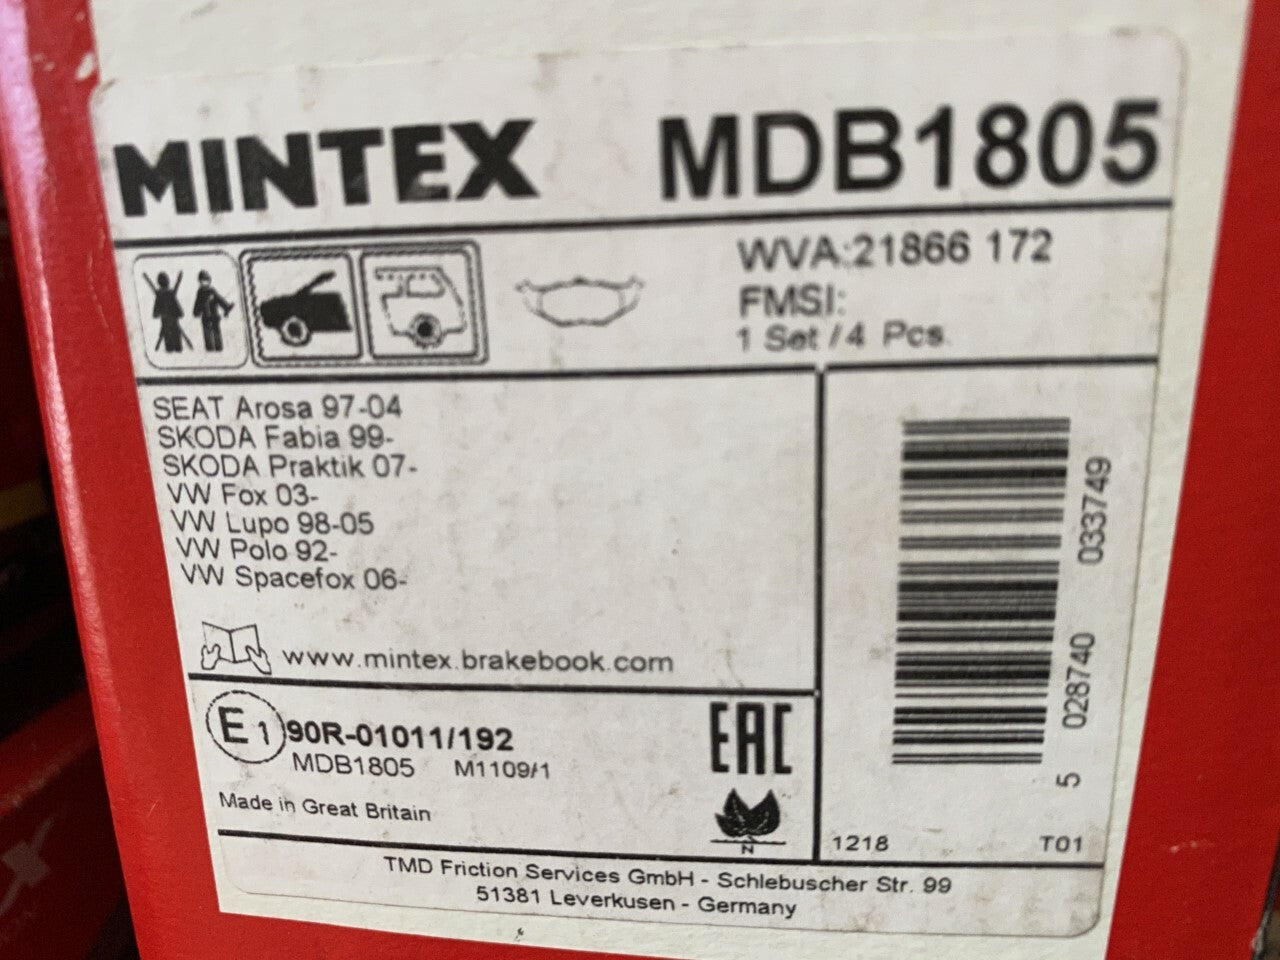 MINTEX MDB1805
WVA:21866 172
FMSI:
1 Set /4 Pcs.
SEAT Arosa 97-04
SKODA Fabia 99-
SKODA Praktik 07-
VW Fox 03-
VW Lupo 98-05
VW Polo 92-
VW Spacefox 06-
www.mintex.brakebook.com
E1 90R-01011/192
MDB1805 M1109/1
EAC
Made in Great Britain
N
5 028740 033749
1218 T01
TMD Friction Services GmbH - Schlebuscher Str. 99
51381 Leverkusen - Germany